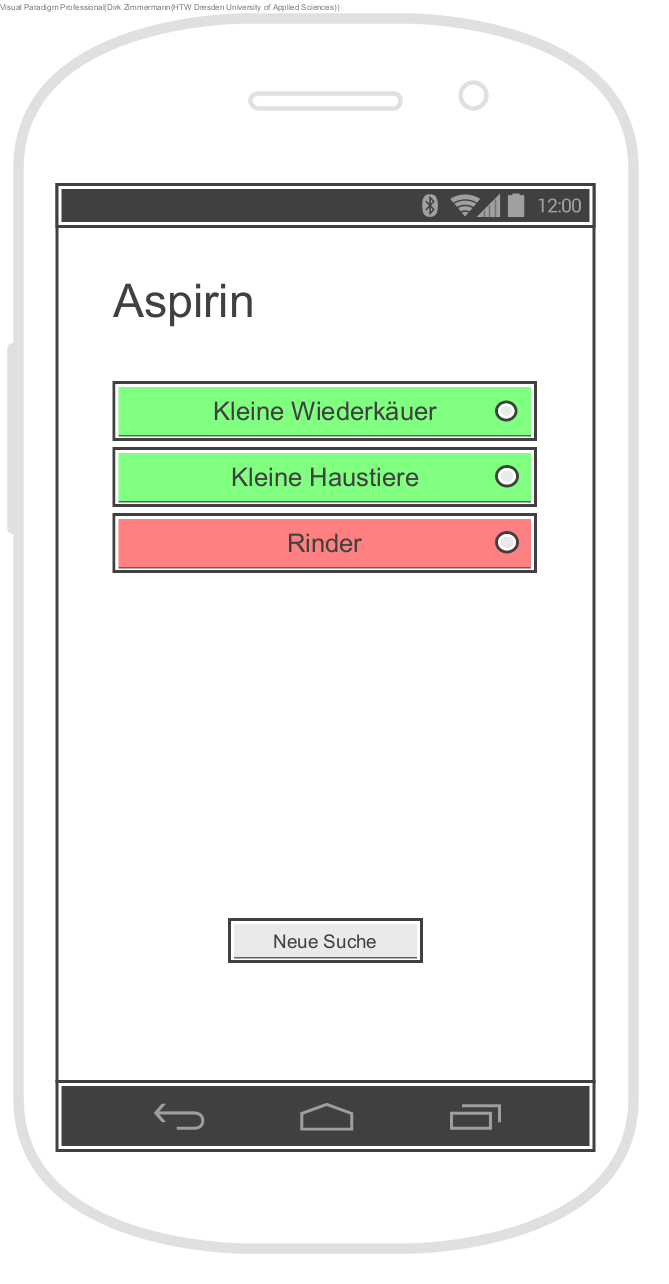 Visual Paradigm Professional(Dirk Zimmermann(HTW Dresden University of Applied Sciences))
12:00
Aspirin
Kleine Wiederkäuer
Kleine Haustiere
Rinder
Neue Suche